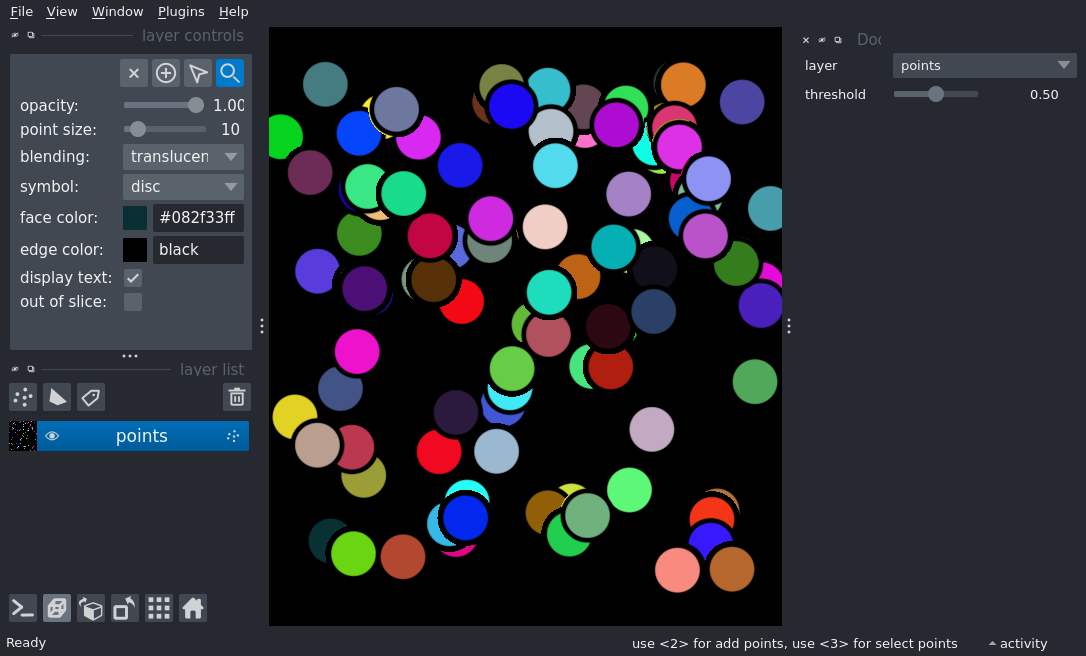 File View Window Plugins Help
layer controls
opacity: 1.00
point size: 10
blending: translucen
symbol: disc
face color: #082f33ff
edge color: black
display text:
out of slice:
layer list
points
Doc
layer points
threshold 0.50
Ready
use <2> for add points, use <3> for select points
activity